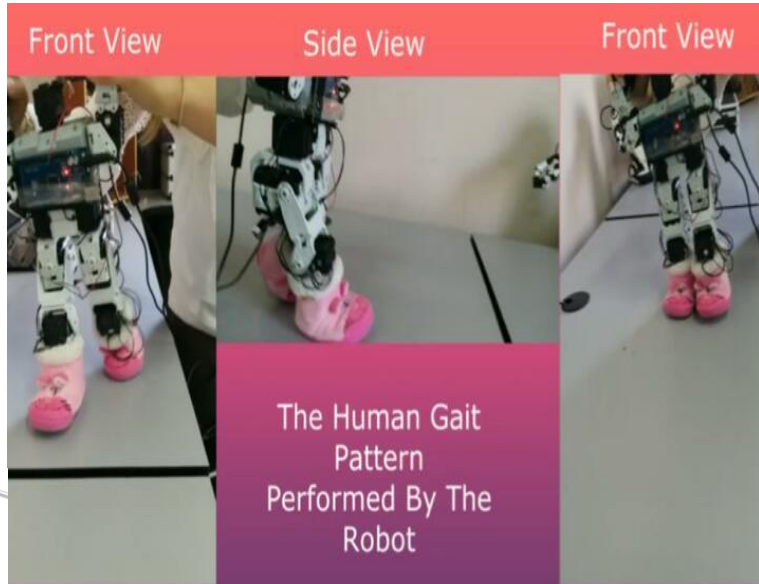 Front View
Side View
Front View
The Human Gait
Pattern
Performed By The
Robot